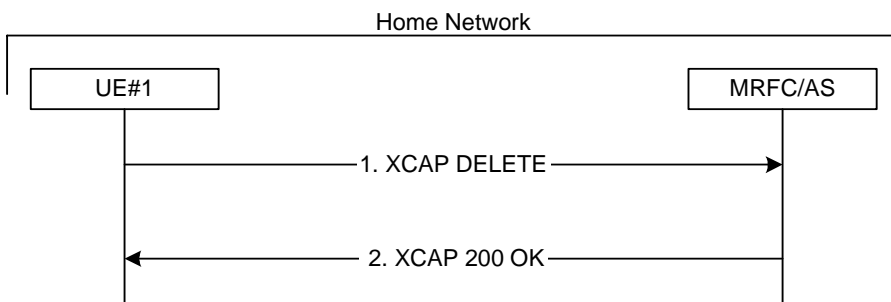 Home Network
UE#1
MRFC/AS
1. XCAP DELETE
2. XCAP 200 OK